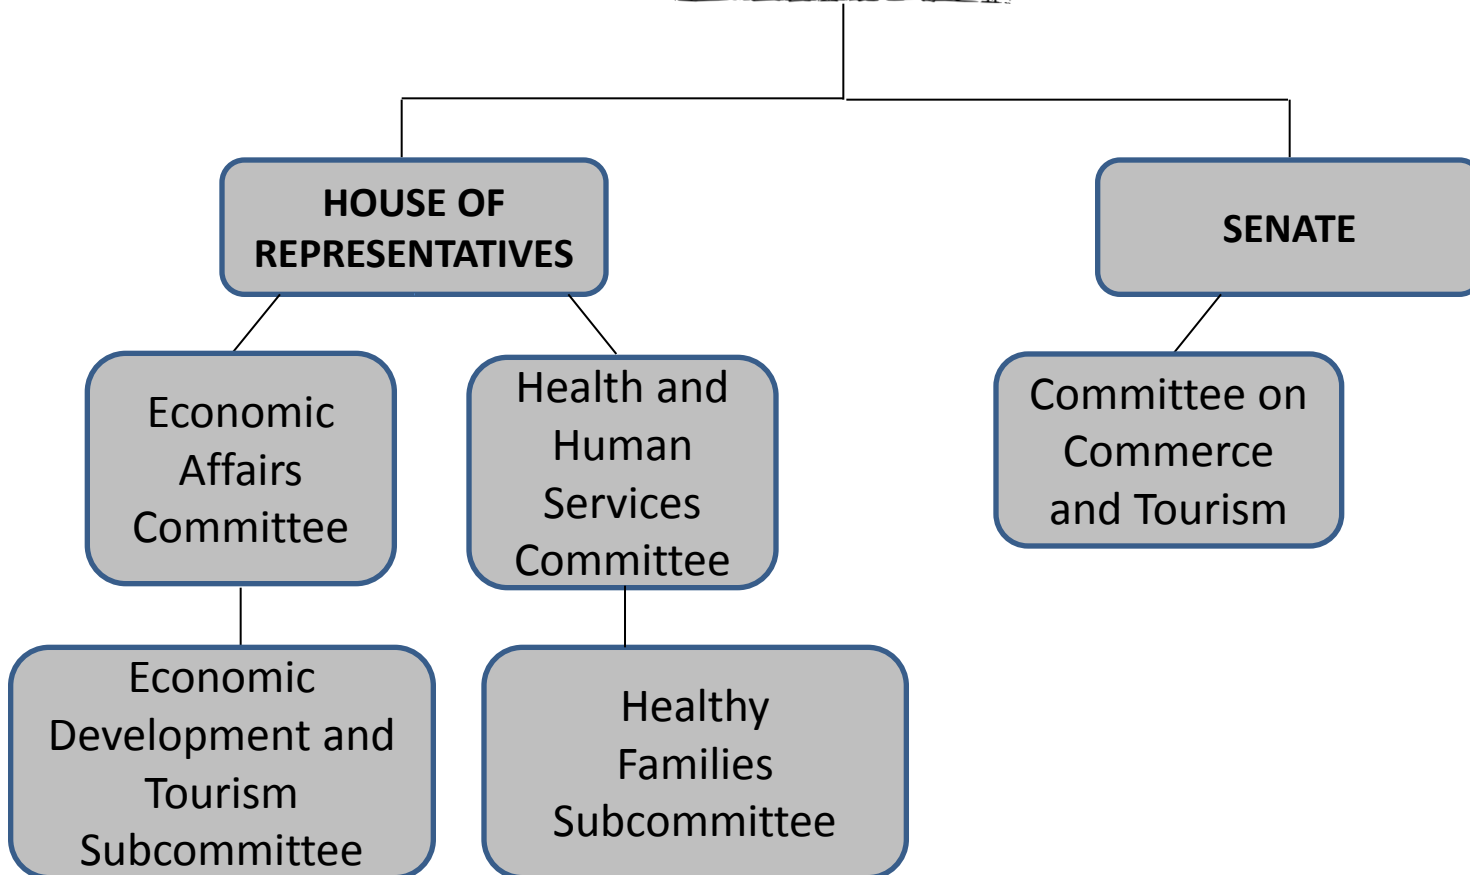 HOUSE OF
REPRESENTATIVES
SENATE
Economic
Affairs
Committee
Health and
Human
Services
Committee
Committee on
Commerce
and Tourism
Economic
Development and
Tourism
Subcommittee
Healthy
Families
Subcommittee